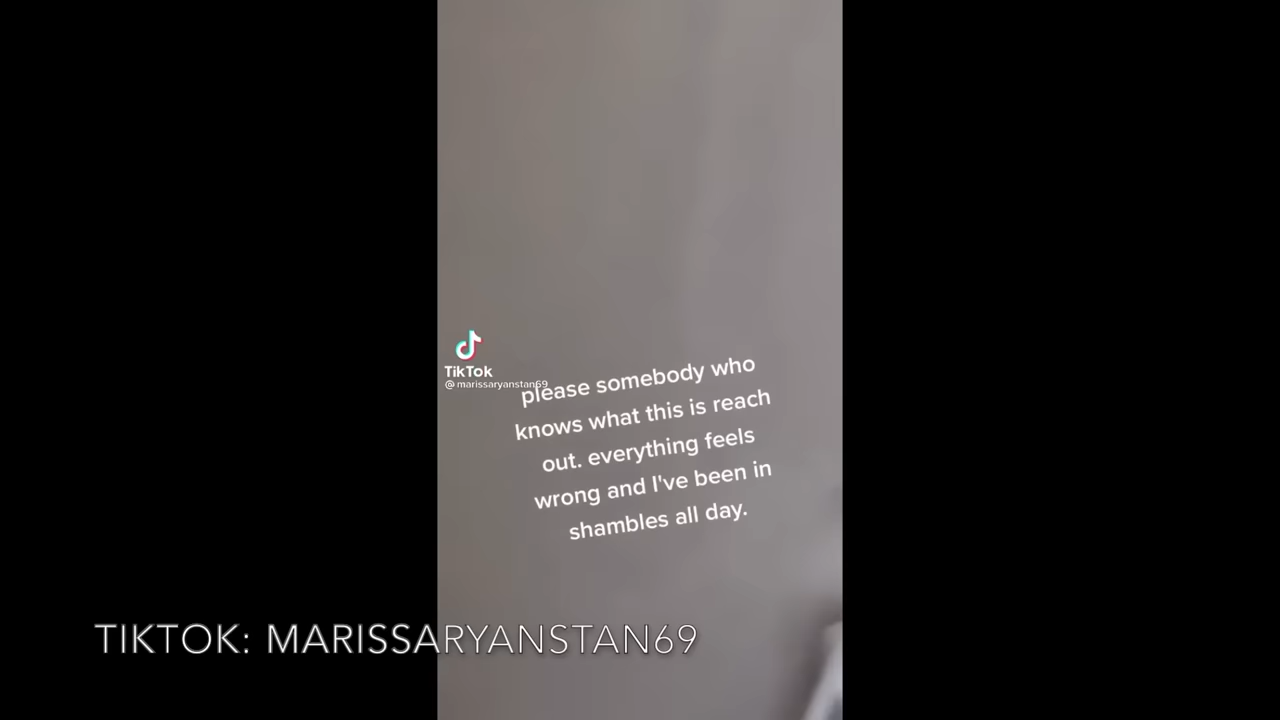 TikTok
@marissaryanstan69
please somebody who
knows what this is reach
out. everything feels
wrong and I've been in
shambles all day.
TIKTOK: MARISSARYANSTAN69